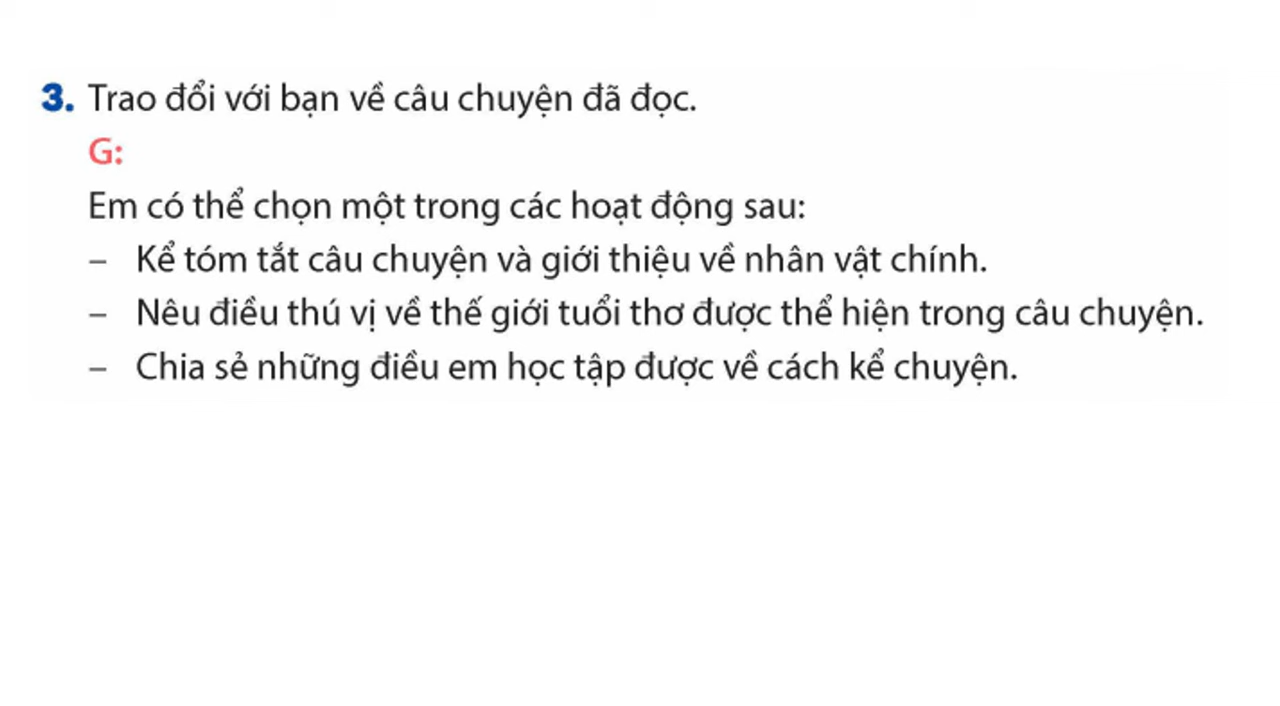 3. Trao đổi với bạn về câu chuyện đã đọc.
G:
Em có thể chọn một trong các hoạt động sau:
– Kể tóm tắt câu chuyện và giới thiệu về nhân vật chính.
– Nêu điều thú vị về thế giới tuổi thơ được thể hiện trong câu chuyện.
– Chia sẻ những điều em học tập được về cách kể chuyện.